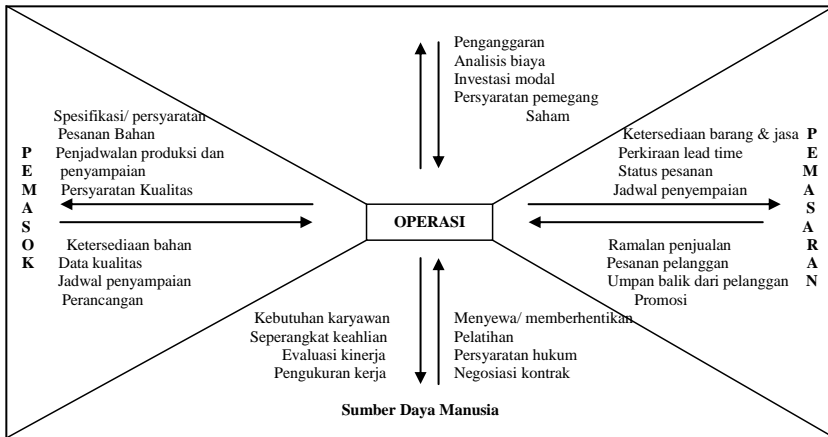 Penganggaran
Analisis biaya
Investasi modal
Persyaratan pemegang
Saham
Spesifikasi/ persyaratan
Pesanan Bahan
Penjadwalan produksi dan
penyampaian
Persyaratan Kualitas
PEMASOK
Ketersediaan bahan
Data kualitas
Jadwal penyampaian
Perancangan
OPERASI
Ketersediaan barang & jasa
Perkiraan lead time
Status pesanan
Jadwal penyempaian
PEMASARAN
Ramalan penjualan
Pesanan pelanggan
Umpan balik dari pelanggan
Promosi
Kebutuhan karyawan
Seperangkat keahlian
Evaluasi kinerja
Pengukuran kerja
Menyewa/ memberhentikan
Pelatihan
Persyaratan hukum
Negosiasi kontrak
Sumber Daya Manusia